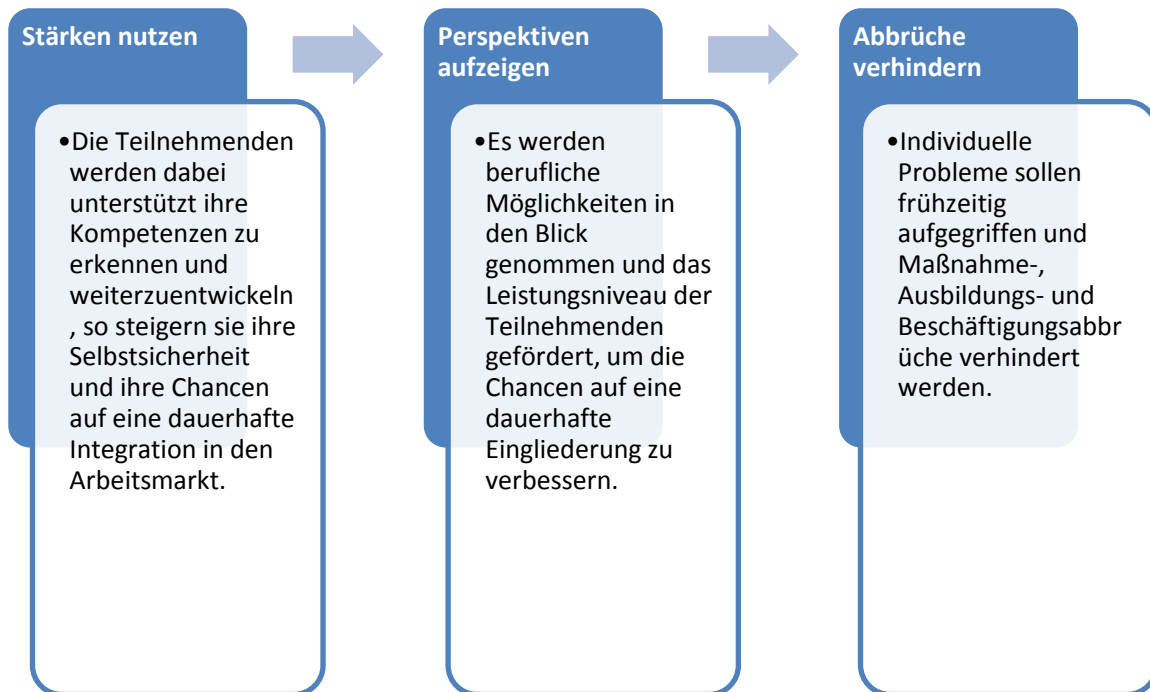 Stärken nutzen
•Die Teilnehmenden
werden dabei
unterstützt ihre
Kompetenzen zu
erkennen und
weiterzuentwickeln
, so steigern sie ihre
Selbstsicherheit
und ihre Chancen
auf eine dauerhafte
Integration in den
Arbeitsmarkt.
Perspektiven
aufzeigen
•Es werden
berufliche
Möglichkeiten in
den Blick
genommen und das
Leistungsniveau der
Teilnehmenden
gefördert, um die
Chancen auf eine
dauerhafte
Eingliederung zu
verbessern.
Abbrüche
verhindern
•Individuelle
Probleme sollen
frühzeitig
aufgegriffen und
Maßnahme-,
Ausbildungs- und
Beschäftigungsabbr
üche verhindert
werden.